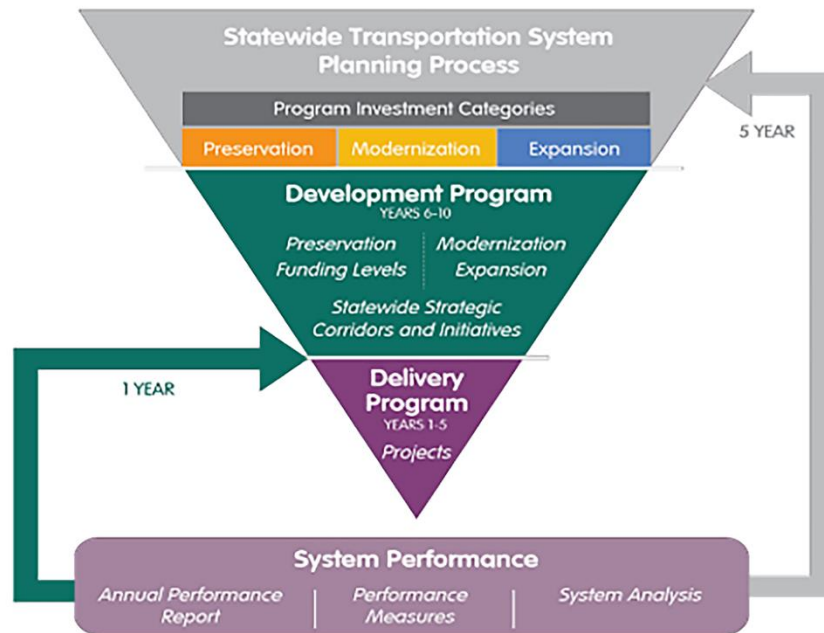 Statewide Transportation System
Planning Process
Program Investment Categories
Preservation
Modernization
Expansion
5 YEAR
Development Program
YEARS 6-10
Preservation
Funding Levels
Modernization
Expansion
Statewide Strategic
Corridors and Initiatives
1 YEAR
Delivery
Program
YEARS 1-5
Projects
System Performance
Annual Performance
Report
Performance
Measures
System Analysis